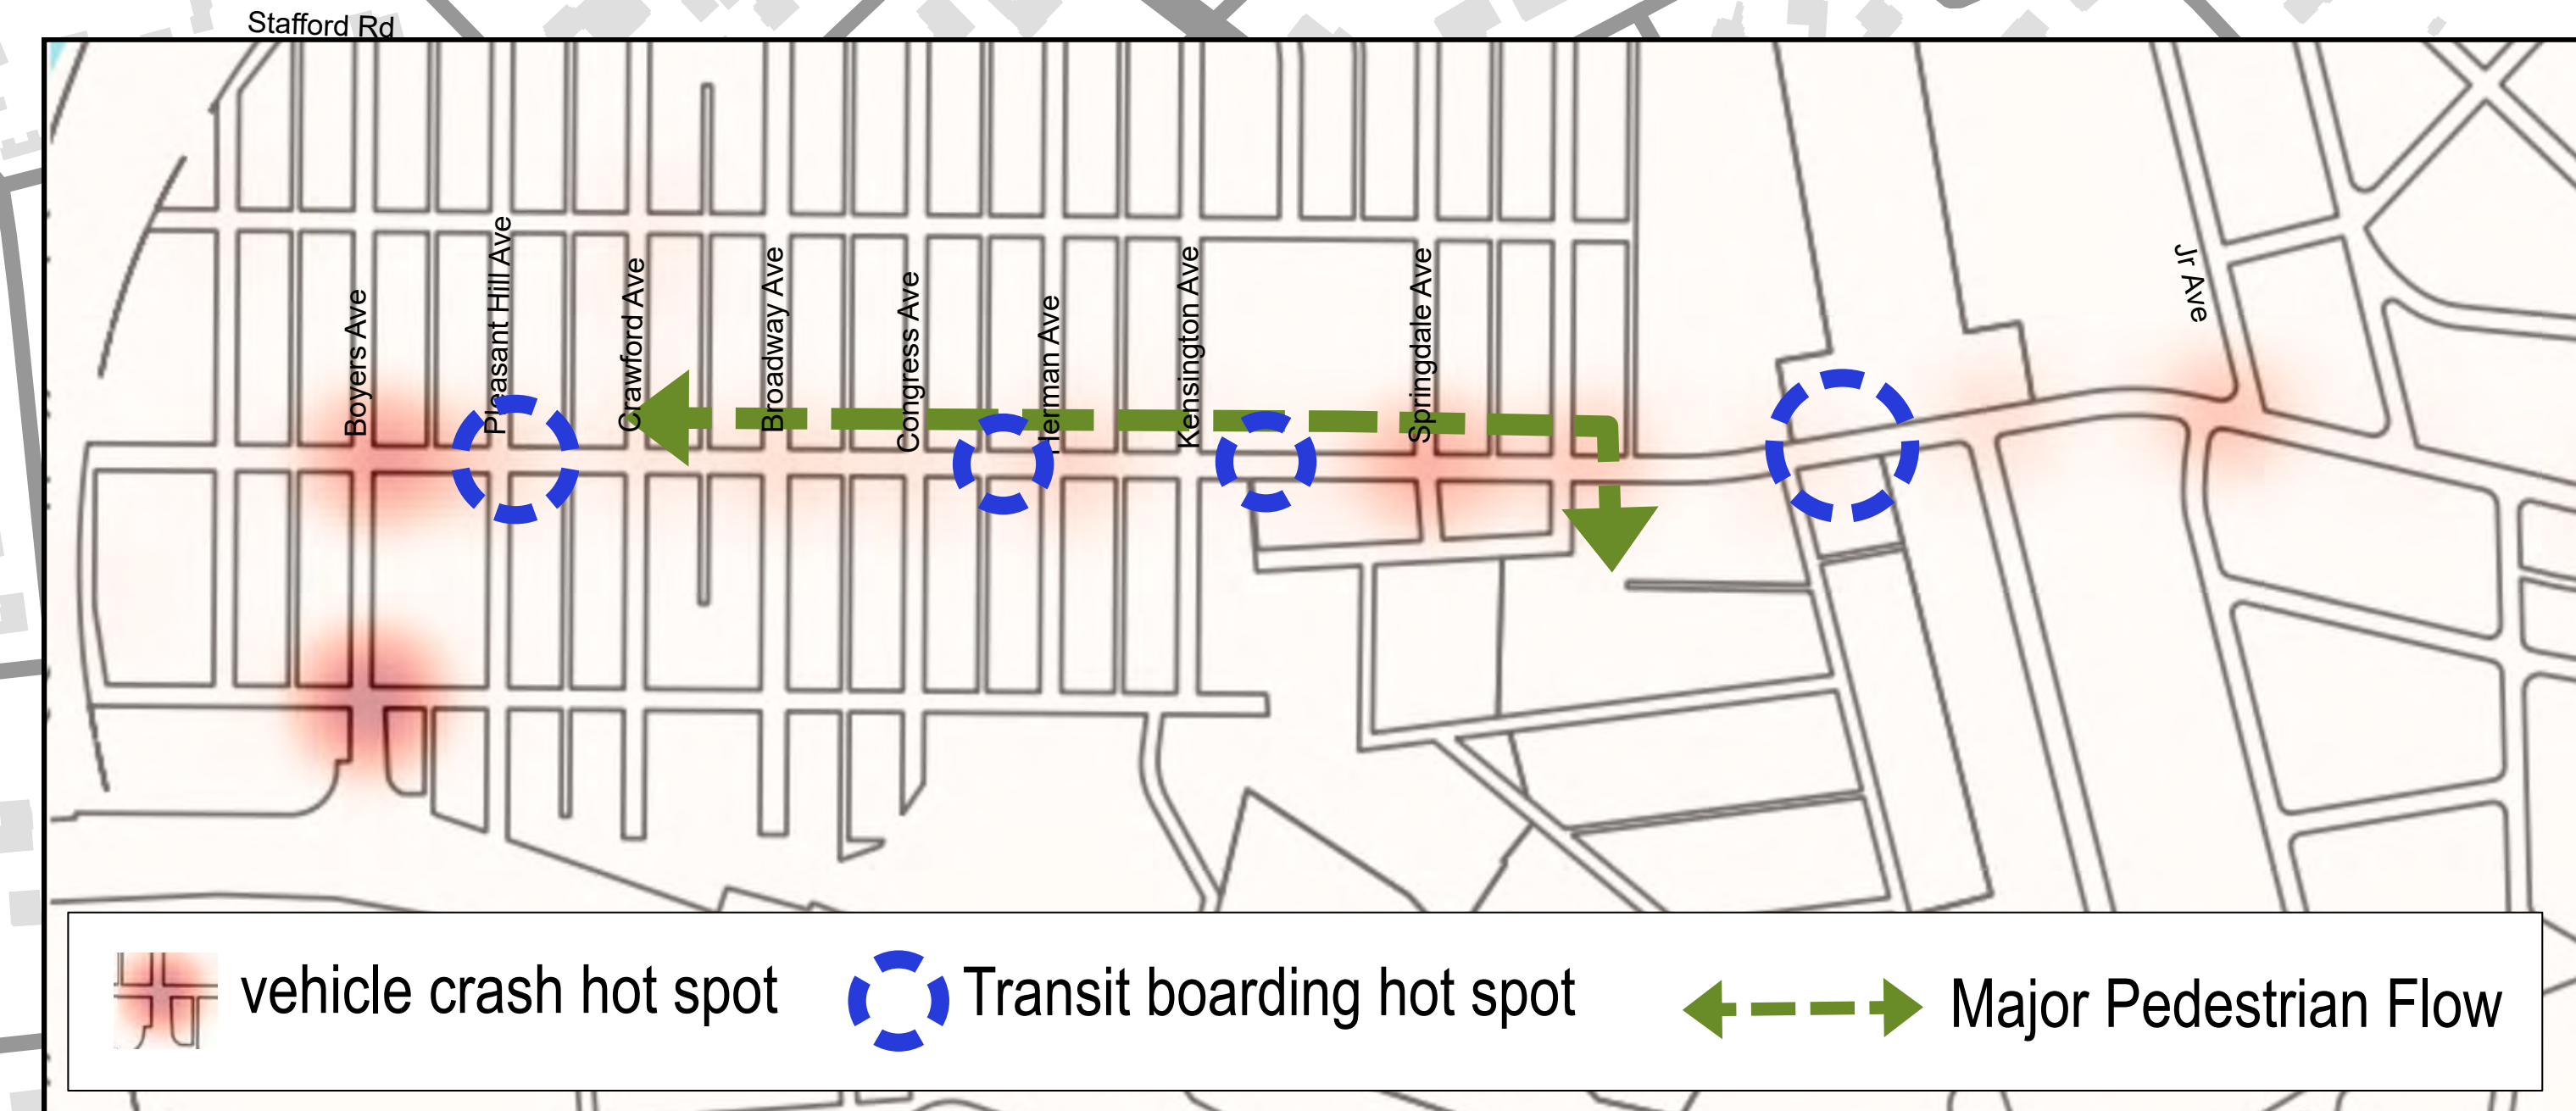 Stafford Rd
Boyers Ave
Pleasant Hill Ave
Crawford Ave
Broadway Ave
Congress Ave
Herman Ave
Kensington Ave
Springdale Ave
Jr Ave
vehicle crash hot spot
Transit boarding hot spot
Major Pedestrian Flow